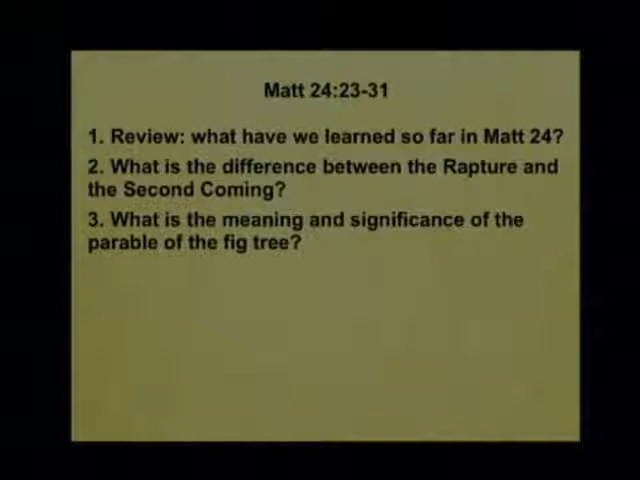 Matt 24:23-31
1. Review: what have we learned so far in Matt 24?
2. What is the difference between the Rapture and
the Second Coming?
3. What is the meaning and significance of the
parable of the fig tree?